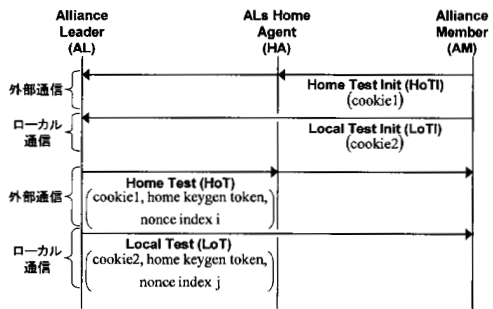 Alliance
Leader
(AL)
ALs Home
Agent
(HA)
Alliance
Member
(AM)
外部通信
Home Test Init (HoTI)
(cookie1)
ローカル
通信
Local Test Init (LoTI)
(cookie2)
外部通信
Home Test (HoT)
(cookie1, home keygen token,
nonce index i)
ローカル
通信
Local Test (LoT)
(cookie2, home keygen token,
nonce index j)